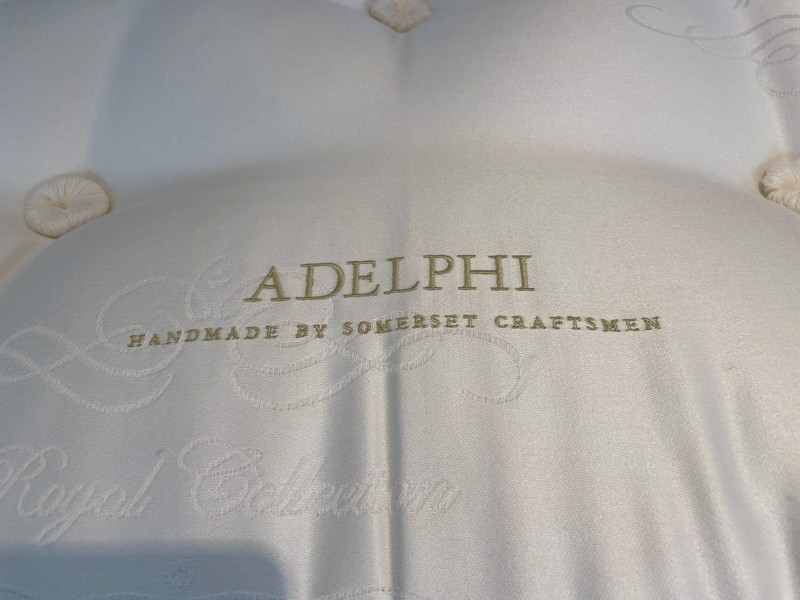 ADELPHI
HANDMADE BY SOMERSET CRAFTSMEN
Royal Collection